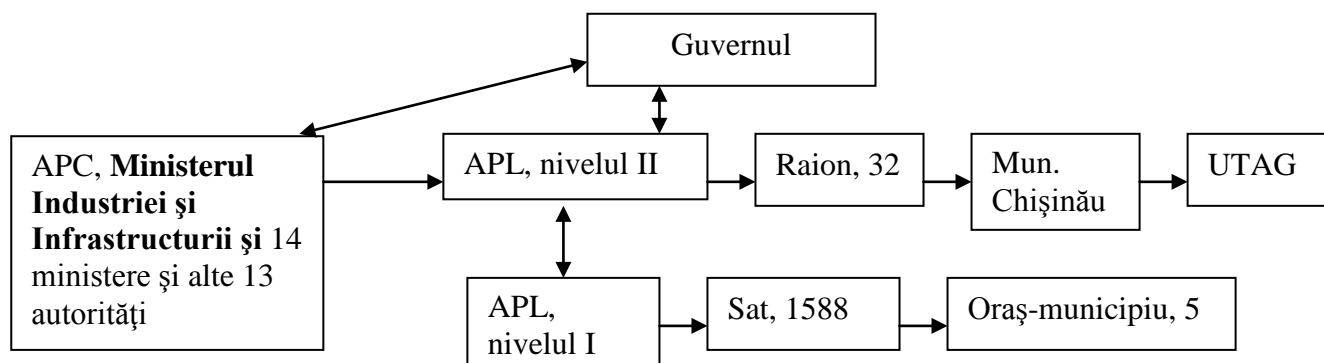 Guvernul
APC, Ministerul
Industriei şi
Infrastructurii şi 14
ministere şi alte 13
autorităţi
APL, nivelul II
Raion, 32
Mun.
Chişinău
UTAG
APL,
nivelul I
Sat, 1588
Oraş-municipiu, 5